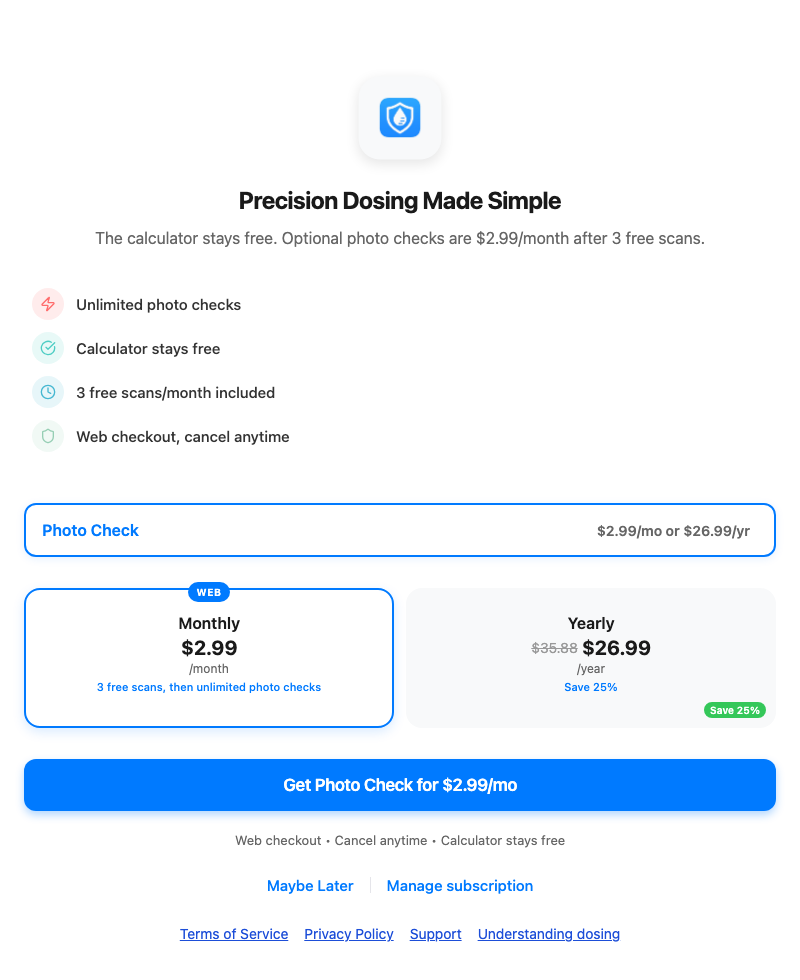 Precision Dosing Made Simple
The calculator stays free. Optional photo checks are $2.99/month after 3 free scans.
Unlimited photo checks
Calculator stays free
3 free scans/month included
Web checkout, cancel anytime
Photo Check
$2.99/mo or $26.99/yr
WEB
Monthly
$2.99
/month
3 free scans, then unlimited photo checks
Yearly
$35.88 $26.99
/year
Save 25%
Save 25%
Get Photo Check for $2.99/mo
Web checkout • Cancel anytime • Calculator stays free
Maybe Later
Manage subscription
Terms of Service Privacy Policy Support Understanding dosing